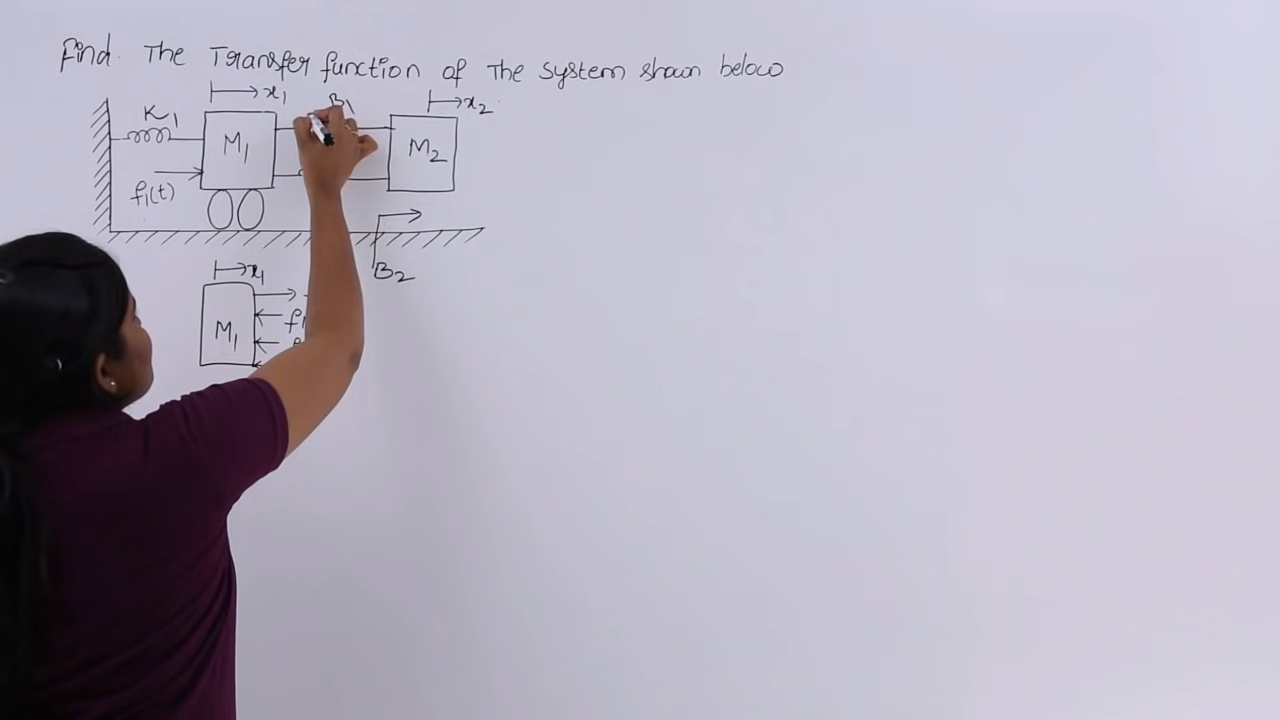 Find. The Transfer function of The System shown below
x1 B1 x2
K1 M1 M2
f1(t)
B2
x1
M1